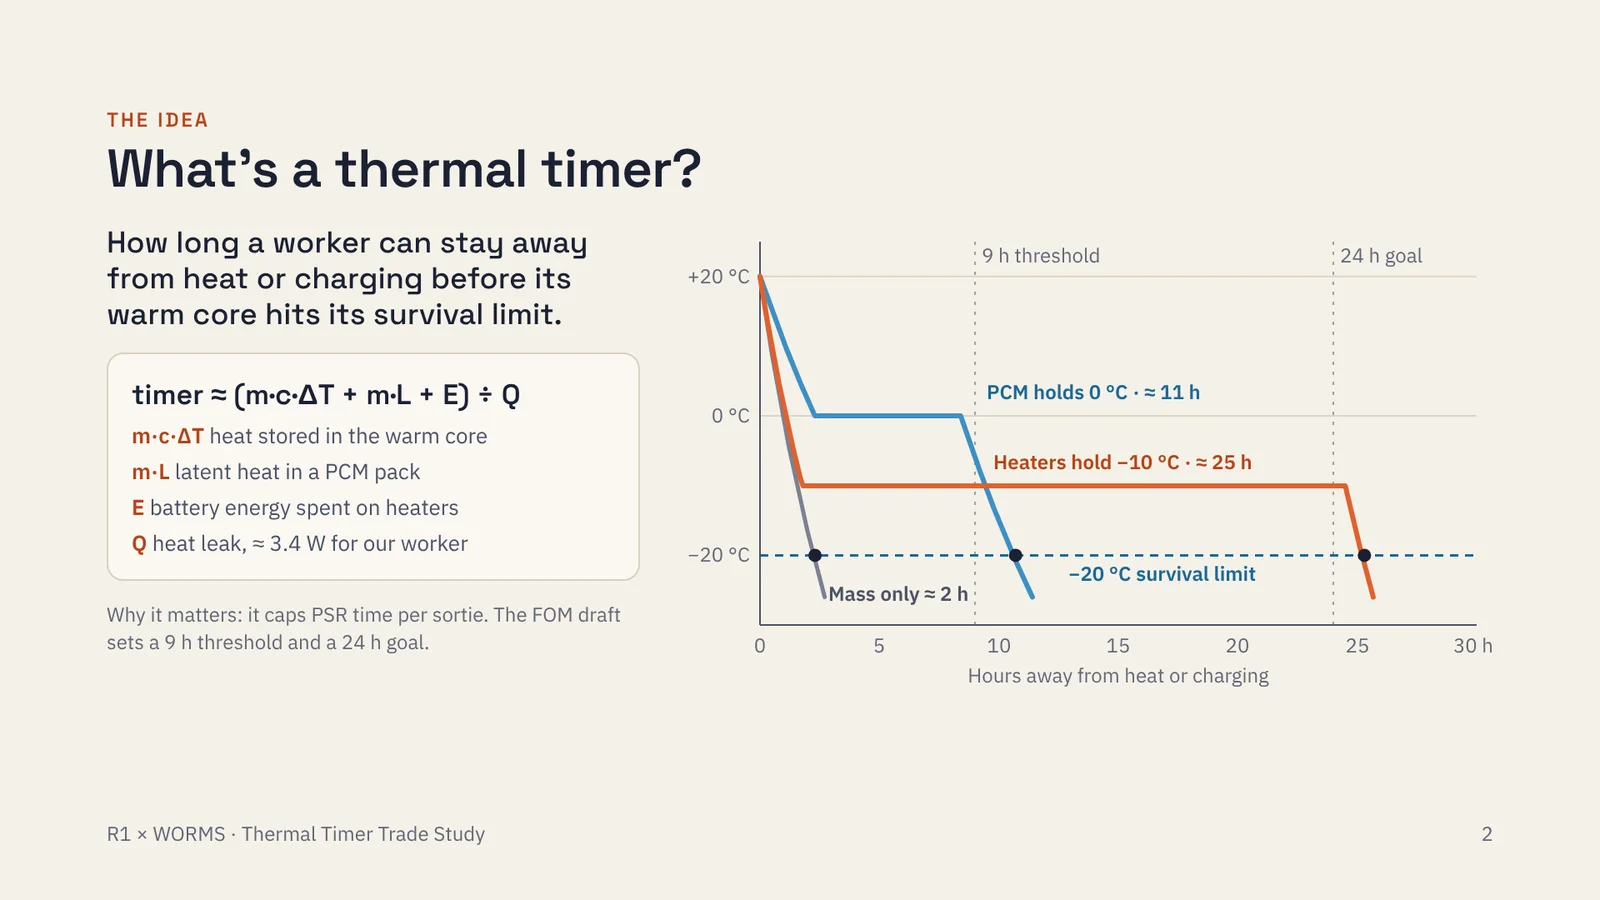 THE IDEA
What's a thermal timer?
How long a worker can stay away
from heat or charging before its
warm core hits its survival limit.
timer ≈ (m·c·ΔT + m·L + E) ÷ Q
m·c·ΔT heat stored in the warm core
m·L latent heat in a PCM pack
E battery energy spent on heaters
Q heat leak, ≈ 3.4 W for our worker
Why it matters: it caps PSR time per sortie. The FOM draft
sets a 9 h threshold and a 24 h goal.
9 h threshold
24 h goal
+20 °C
PCM holds 0 °C · ≈ 11 h
0 °C
Heaters hold −10 °C · ≈ 25 h
−20 °C
−20 °C survival limit
Mass only ≈ 2 h
0 5 10 15 20 25 30 h
Hours away from heat or charging
R1 × WORMS · Thermal Timer Trade Study
2